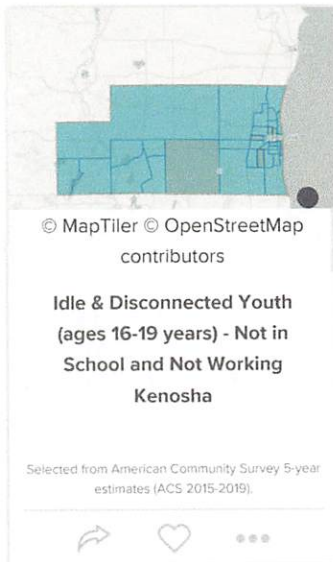 © MapTiler © OpenStreetMap
contributors
Idle & Disconnected Youth
(ages 16-19 years) - Not in
School and Not Working
Kenosha
Selected from American Community Survey 5-year
estimates (ACS 2015-2019).